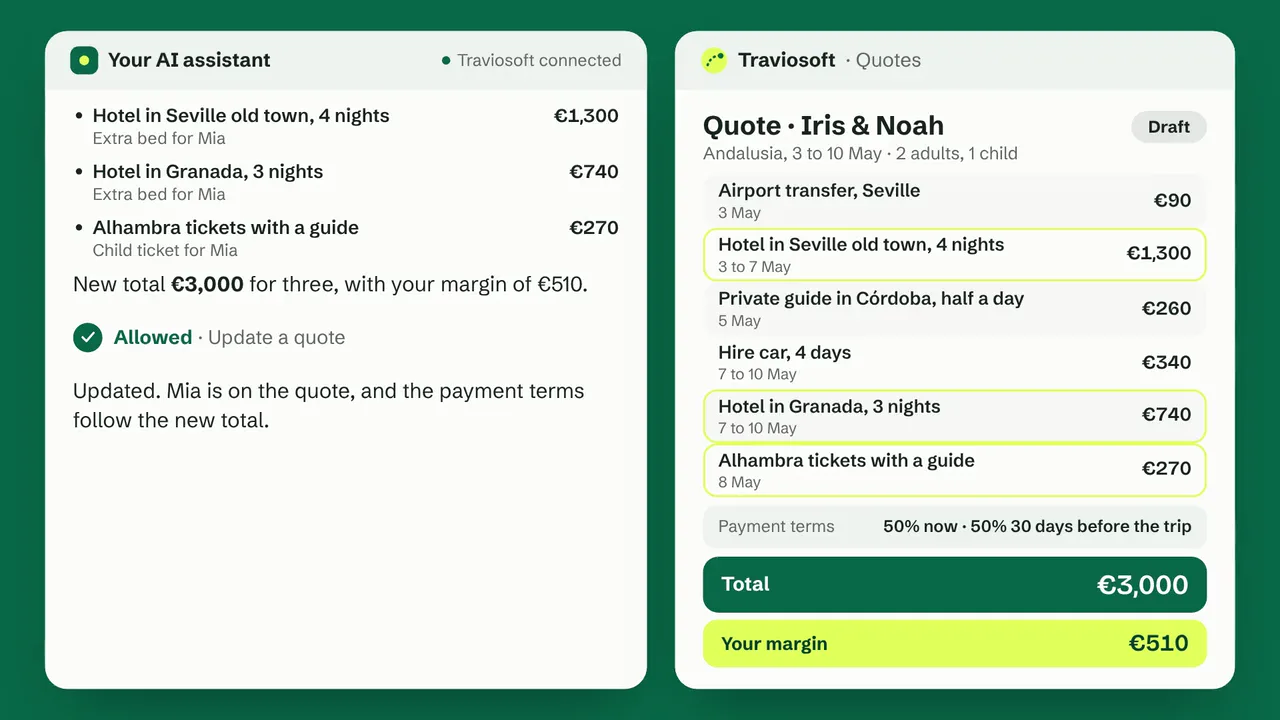 Your AI assistant
Traviosoft connected
• Hotel in Seville old town, 4 nights €1,300
Extra bed for Mia
• Hotel in Granada, 3 nights €740
Extra bed for Mia
• Alhambra tickets with a guide €270
Child ticket for Mia
New total €3,000 for three, with your margin of €510.
Allowed · Update a quote
Updated. Mia is on the quote, and the payment terms
follow the new total.
Traviosoft · Quotes
Quote · Iris & Noah
Draft
Andalusia, 3 to 10 May · 2 adults, 1 child
Airport transfer, Seville €90
3 May
Hotel in Seville old town, 4 nights €1,300
3 to 7 May
Private guide in Córdoba, half a day €260
5 May
Hire car, 4 days €340
7 to 10 May
Hotel in Granada, 3 nights €740
7 to 10 May
Alhambra tickets with a guide €270
8 May
Payment terms 50% now · 50% 30 days before the trip
Total €3,000
Your margin €510